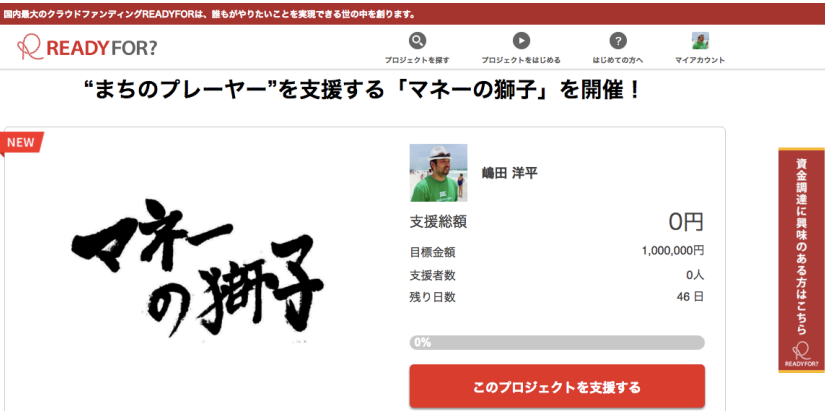 国内最大のクラウドファンディングREADYFORは、誰もがやりたいことを実現できる世の中を創ります。
READYFOR?
プロジェクトを探す
プロジェクトをはじめる
?
はじめての方へ
マイアカウント
“まちのプレーヤー”を支援する「マネーの獅子」を開催！
NEW
マネー
の獅子
嶋田 洋平
支援総額 0円
目標金額 1,000,000円
支援者数 0人
残り日数 46 日
0%
このプロジェクトを支援する
資金調達に興味のある方はこちら
READYFOR?